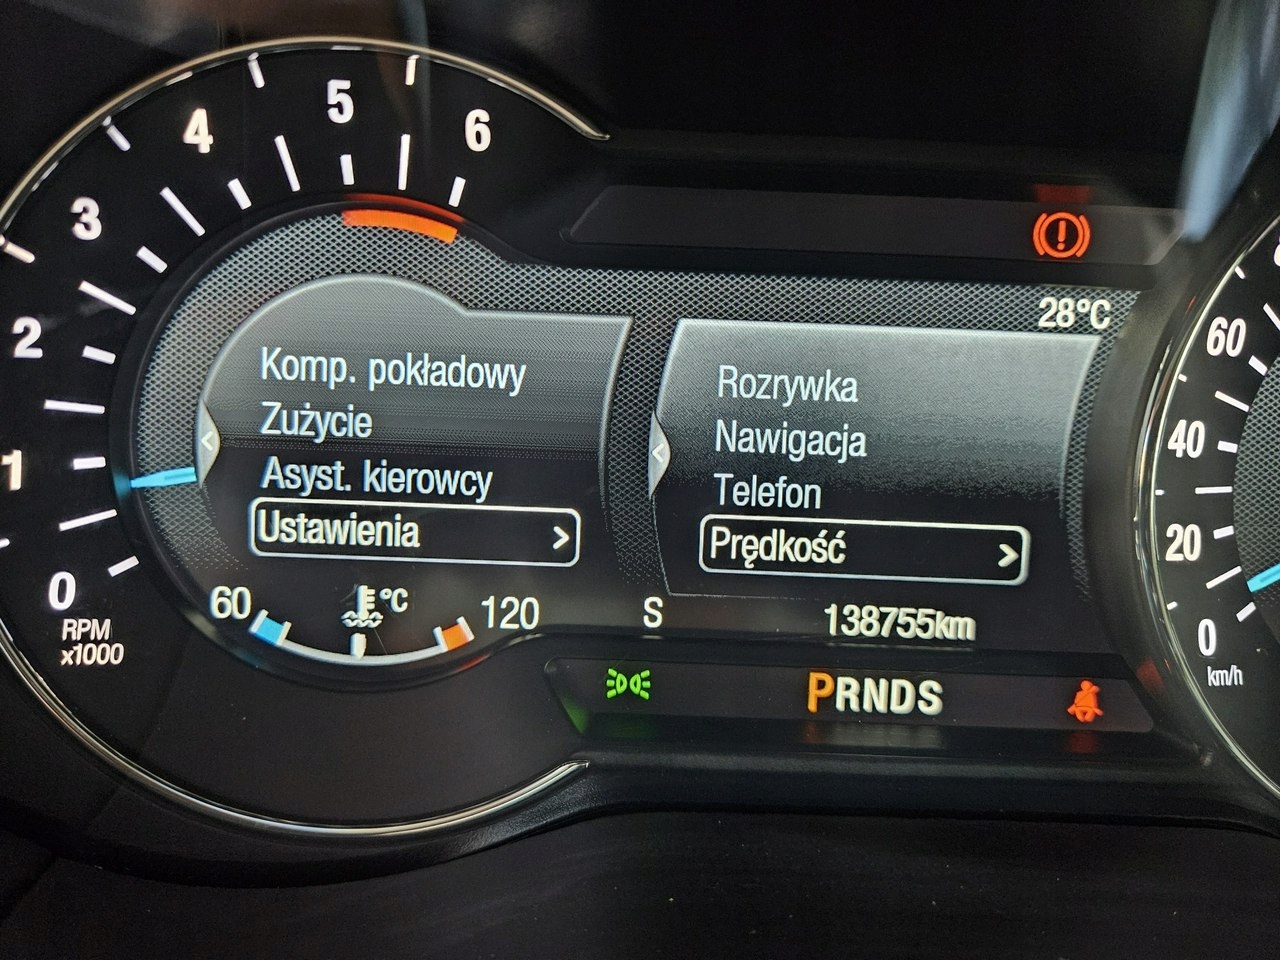 6
5
4
3
2
1
0
RPM
x1000
28°C
Komp. pokładowy
Zużycie
Asyst. kierowcy
Ustawienia >
<
Rozrywka
Nawigacja
Telefon
Prędkość >
<
60
°C
120
S
138755km
PRNDS
60
40
20
0
km/h